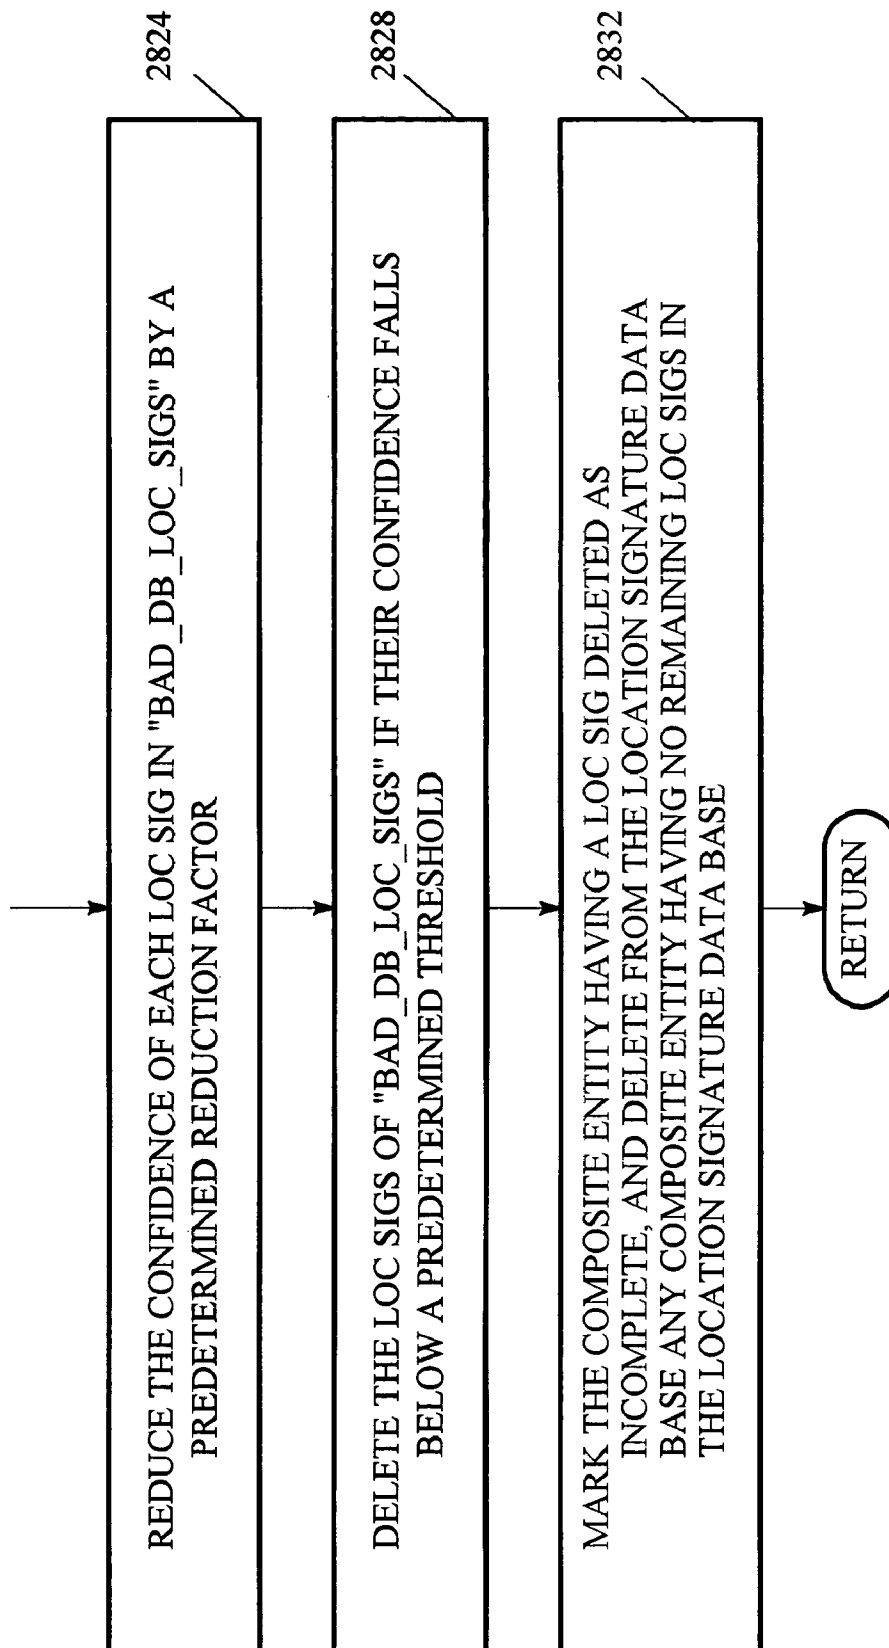 2824
REDUCE THE CONFIDENCE OF EACH LOC SIG IN "BAD_DB_LOC_SIGS" BY A
PREDETERMINED REDUCTION FACTOR
2828
DELETE THE LOC SIGS OF "BAD_DB_LOC_SIGS" IF THEIR CONFIDENCE FALLS
BELOW A PREDETERMINED THRESHOLD
2832
MARK THE COMPOSITE ENTITY HAVING A LOC SIG DELETED AS
INCOMPLETE, AND DELETE FROM THE LOCATION SIGNATURE DATA
BASE ANY COMPOSITE ENTITY HAVING NO REMAINING LOC SIGS IN
THE LOCATION SIGNATURE DATA BASE
RETURN